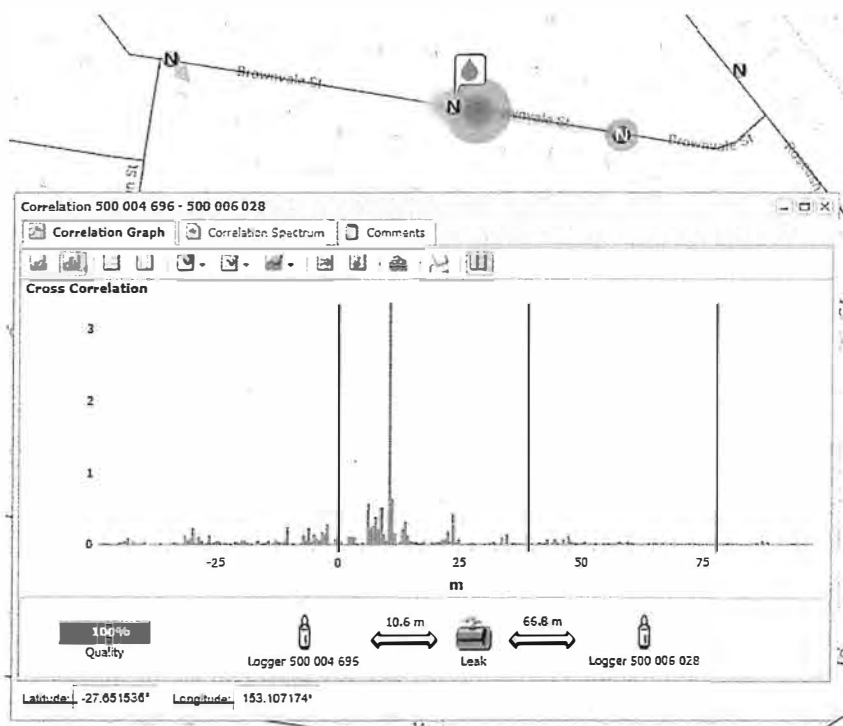 N
Brownvale St
N
N
N
Brownvale St
Correlation 500 004 696 - 500 006 028
Correlation Graph
Correlation Spectrum
Comments
Cross Correlation
3
2
1
0
-25
0
25
50
75
m
100%
Quality
10.6 m
66.8 m
Logger 500 004 695
Leak
Logger 500 006 028
Latitude: -27.651536° Longitude: 153.107174°